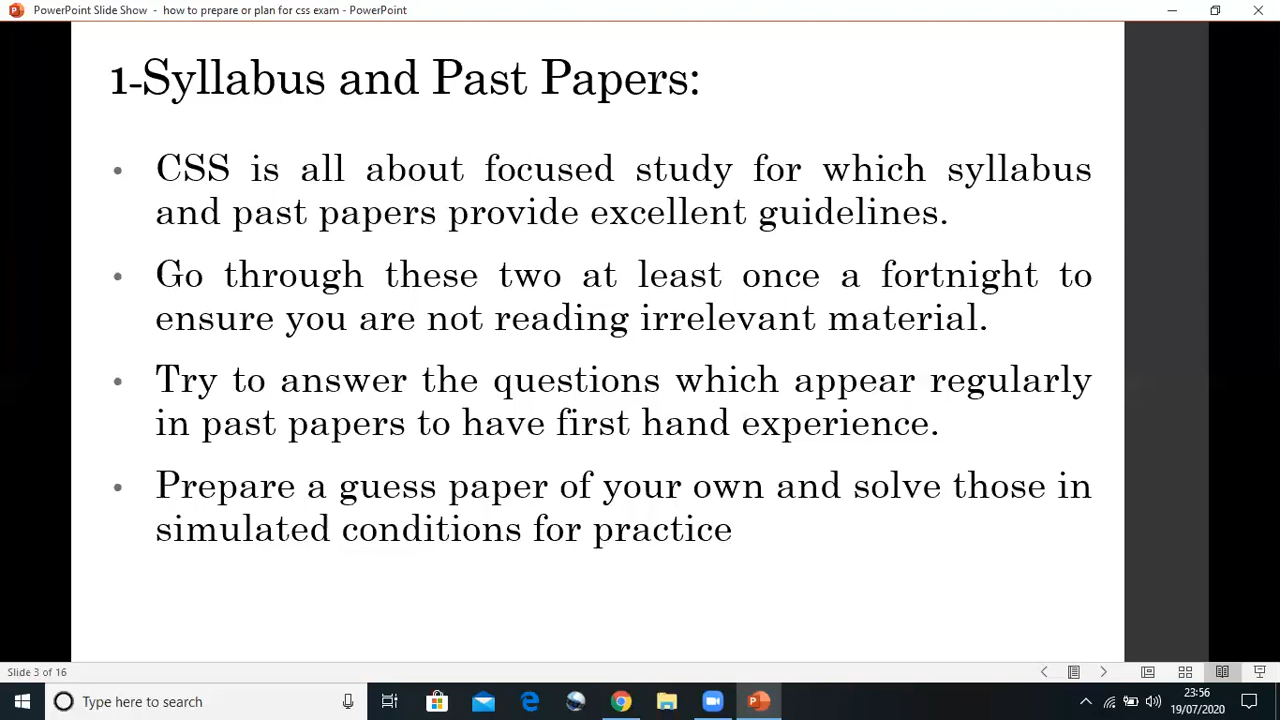 PowerPoint Slide Show - how to prepare or plan for css exam - PowerPoint
1-Syllabus and Past Papers:
• CSS is all about focused study for which syllabus
and past papers provide excellent guidelines.
• Go through these two at least once a fortnight to
ensure you are not reading irrelevant material.
• Try to answer the questions which appear regularly
in past papers to have first hand experience.
• Prepare a guess paper of your own and solve those in
simulated conditions for practice
Slide 3 of 16
Type here to search
23:56
19/07/2020